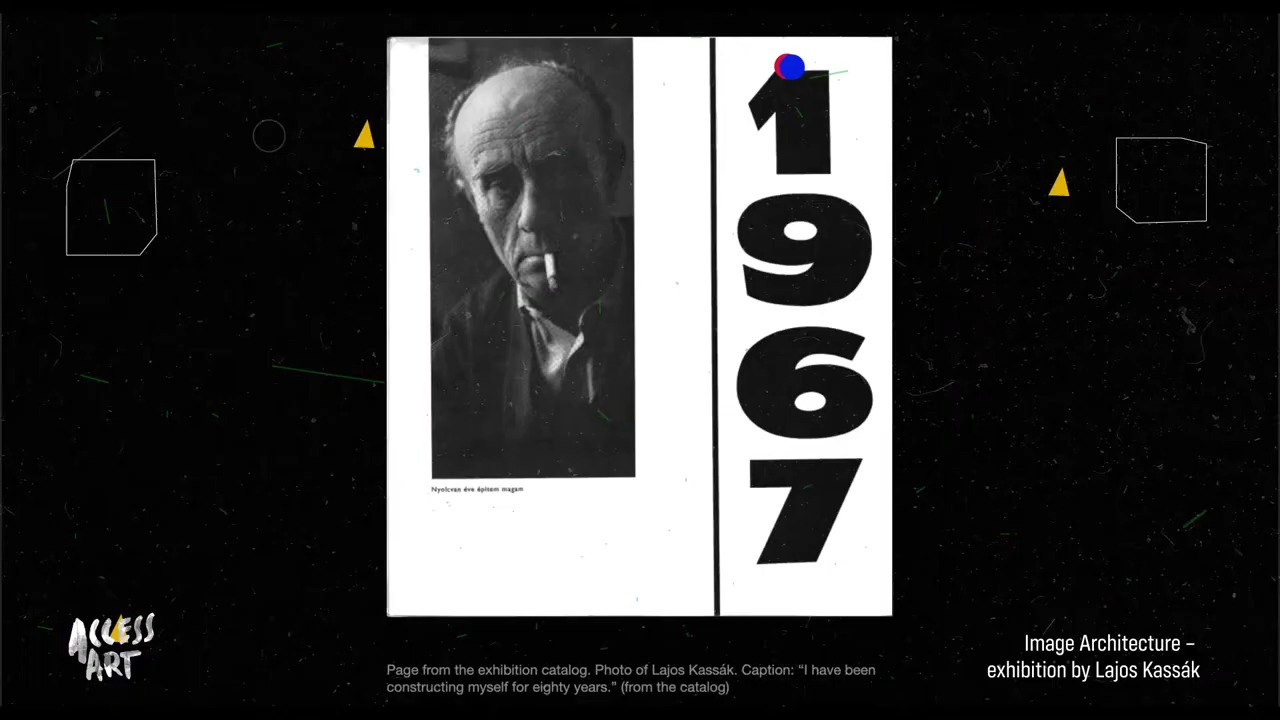 1
9
6
7
Nyolcvan éve építem magam
ACCESS
ART
Page from the exhibition catalog. Photo of Lajos Kassák. Caption: “I have been
constructing myself for eighty years.” (from the catalog)
Image Architecture –
exhibition by Lajos Kassák